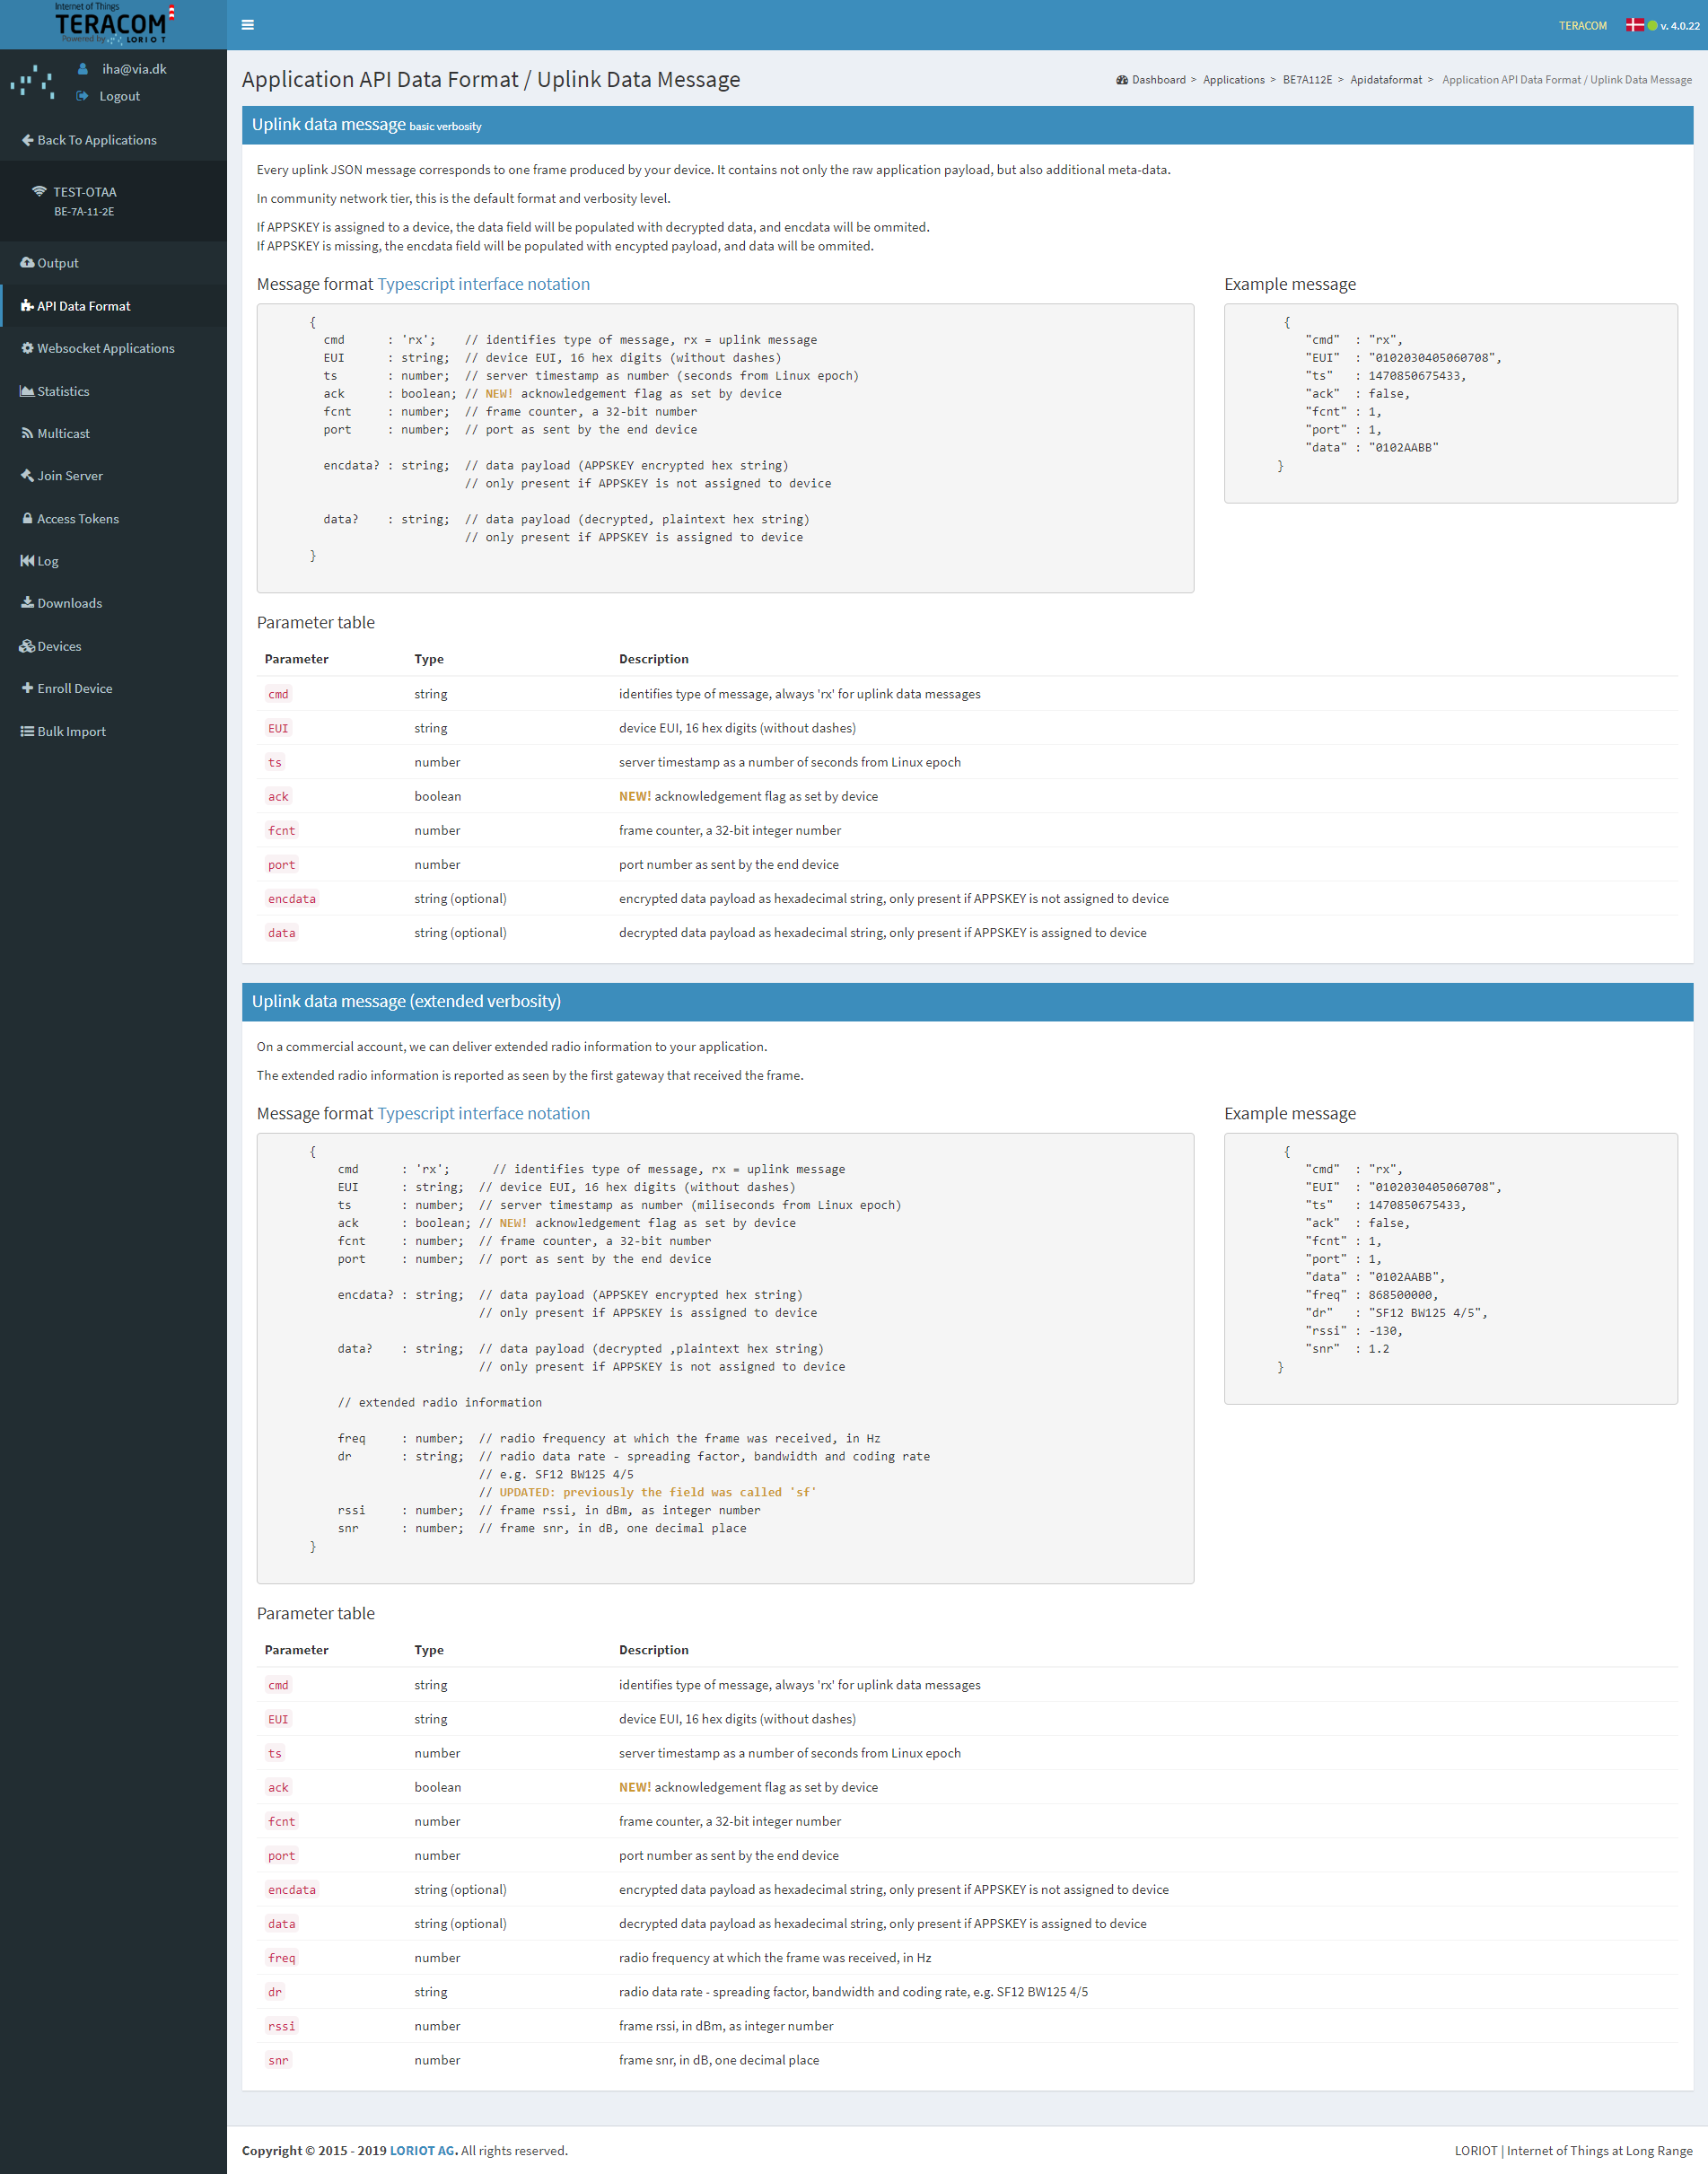 Internet of Things
TERACOM
Powered by LORIOT
TERACOM v. 4.0.22
iha@via.dk
Logout
Back To Applications
TEST-OTAA
BE-7A-11-2E
Output
API Data Format
Websocket Applications
Statistics
Multicast
Join Server
Access Tokens
Log
Downloads
Devices
Enroll Device
Bulk Import
Application API Data Format / Uplink Data Message
Dashboard > Applications > BE7A112E > Apidataformat > Application API Data Format / Uplink Data Message
Uplink data message basic verbosity
Every uplink JSON message corresponds to one frame produced by your device. It contains not only the raw application payload, but also additional meta-data.
In community network tier, this is the default format and verbosity level.
If APPSKEY is assigned to a device, the data field will be populated with decrypted data, and encdata will be ommited.
If APPSKEY is missing, the encdata field will be populated with encypted payload, and data will be ommited.
Message format Typescript interface notation
{
cmd : 'rx'; // identifies type of message, rx = uplink message
EUI : string; // device EUI, 16 hex digits (without dashes)
ts : number; // server timestamp as number (seconds from Linux epoch)
ack : boolean; // NEW! acknowledgement flag as set by device
fcnt : number; // frame counter, a 32-bit number
port : number; // port as sent by the end device
encdata? : string; // data payload (APPSKEY encrypted hex string)
// only present if APPSKEY is not assigned to device
data? : string; // data payload (decrypted, plaintext hex string)
// only present if APPSKEY is assigned to device
}
Example message
{
"cmd" : "rx",
"EUI" : "0102030405060708",
"ts" : 1470850675433,
"ack" : false,
"fcnt" : 1,
"port" : 1,
"data" : "0102AABB"
}
Parameter table
Parameter Type Description
cmd string identifies type of message, always 'rx' for uplink data messages
EUI string device EUI, 16 hex digits (without dashes)
ts number server timestamp as a number of seconds from Linux epoch
ack boolean NEW! acknowledgement flag as set by device
fcnt number frame counter, a 32-bit integer number
port number port number as sent by the end device
encdata string (optional) encrypted data payload as hexadecimal string, only present if APPSKEY is not assigned to device
data string (optional) decrypted data payload as hexadecimal string, only present if APPSKEY is assigned to device
Uplink data message (extended verbosity)
On a commercial account, we can deliver extended radio information to your application.
The extended radio information is reported as seen by the first gateway that received the frame.
Message format Typescript interface notation
{
cmd : 'rx'; // identifies type of message, rx = uplink message
EUI : string; // device EUI, 16 hex digits (without dashes)
ts : number; // server timestamp as number (miliseconds from Linux epoch)
ack : boolean; // NEW! acknowledgement flag as set by device
fcnt : number; // frame counter, a 32-bit number
port : number; // port as sent by the end device
encdata? : string; // data payload (APPSKEY encrypted hex string)
// only present if APPSKEY is assigned to device
data? : string; // data payload (decrypted ,plaintext hex string)
// only present if APPSKEY is not assigned to device
// extended radio information
freq : number; // radio frequency at which the frame was received, in Hz
dr : string; // radio data rate - spreading factor, bandwidth and coding rate
// e.g. SF12 BW125 4/5
// UPDATED: previously the field was called 'sf'
rssi : number; // frame rssi, in dBm, as integer number
snr : number; // frame snr, in dB, one decimal place
}
Example message
{
"cmd" : "rx",
"EUI" : "0102030405060708",
"ts" : 1470850675433,
"ack" : false,
"fcnt" : 1,
"port" : 1,
"data" : "0102AABB",
"freq" : 868500000,
"dr" : "SF12 BW125 4/5",
"rssi" : -130,
"snr" : 1.2
}
Parameter table
Parameter Type Description
cmd string identifies type of message, always 'rx' for uplink data messages
EUI string device EUI, 16 hex digits (without dashes)
ts number server timestamp as a number of seconds from Linux epoch
ack boolean NEW! acknowledgement flag as set by device
fcnt number frame counter, a 32-bit integer number
port number port number as sent by the end device
encdata string (optional) encrypted data payload as hexadecimal string, only present if APPSKEY is not assigned to device
data string (optional) decrypted data payload as hexadecimal string, only present if APPSKEY is assigned to device
freq number radio frequency at which the frame was received, in Hz
dr string radio data rate - spreading factor, bandwidth and coding rate, e.g. SF12 BW125 4/5
rssi number frame rssi, in dBm, as integer number
snr number frame snr, in dB, one decimal place
Copyright © 2015 - 2019 LORIOT AG. All rights reserved.
LORIOT | Internet of Things at Long Range